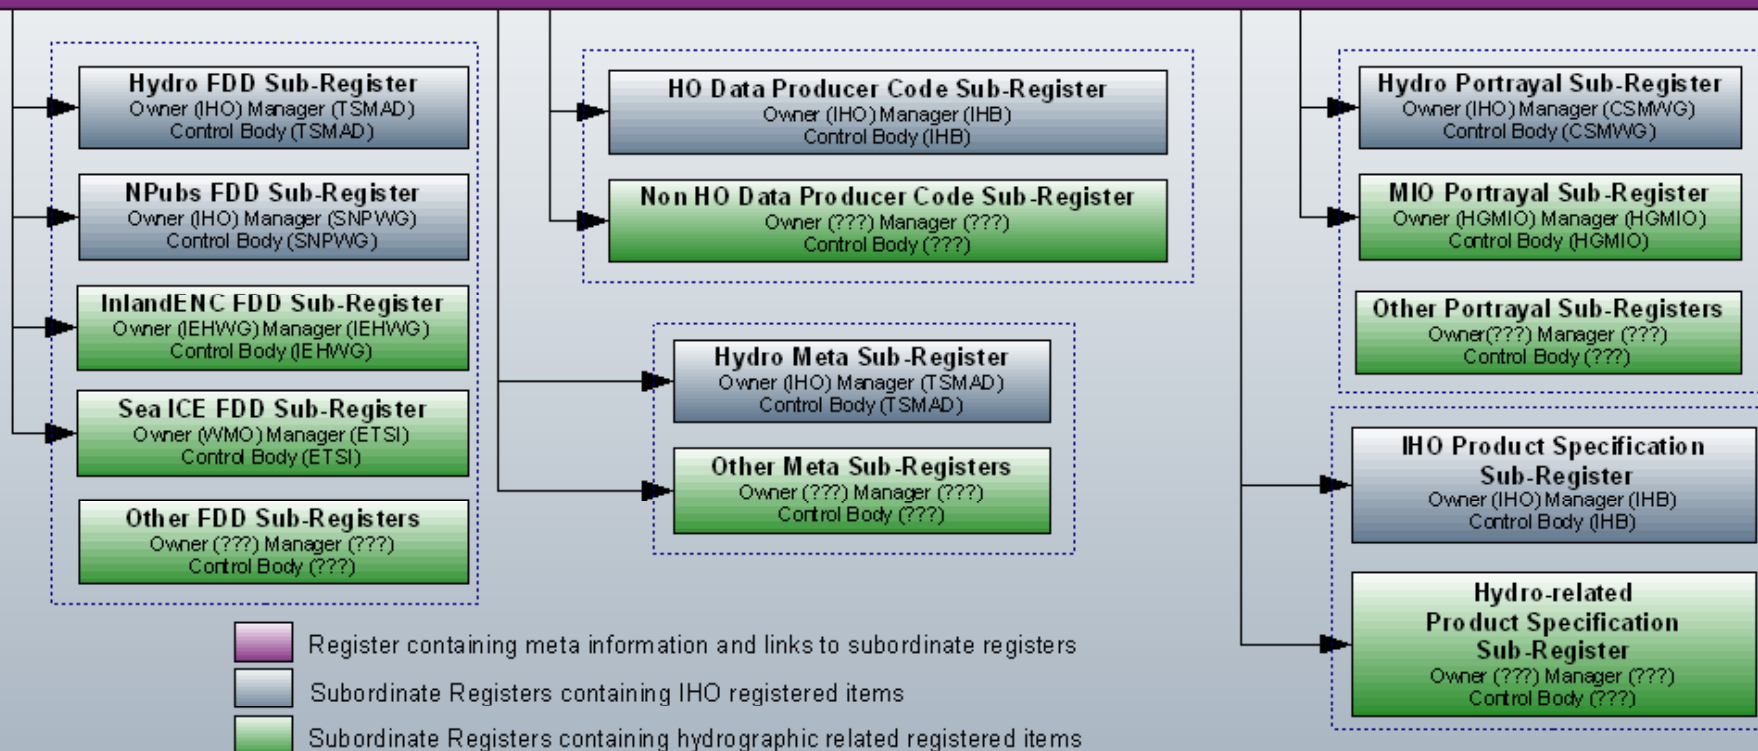 Hydro FDD Sub-Register
Owner (IHO) Manager (TSMAD)
Control Body (TSMAD)
NPubs FDD Sub-Register
Owner (IHO) Manager (SNPWG)
Control Body (SNPWG)
InlandENC FDD Sub-Register
Owner (IEHWG) Manager (IEHWG)
Control Body (IEHWG)
Sea ICE FDD Sub-Register
Owner (WMO) Manager (ETSI)
Control Body (ETSI)
Other FDD Sub-Registers
Owner (???) Manager (???)
Control Body (???)
HO Data Producer Code Sub-Register
Owner (IHO) Manager (IHB)
Control Body (IHB)
Non HO Data Producer Code Sub-Register
Owner (???) Manager (???)
Control Body (???)
Hydro Meta Sub-Register
Owner (IHO) Manager (TSMAD)
Control Body (TSMAD)
Other Meta Sub-Registers
Owner (???) Manager (???)
Control Body (???)
Hydro Portrayal Sub-Register
Owner (IHO) Manager (CSMWG)
Control Body (CSMWG)
MIO Portrayal Sub-Register
Owner (HGMIO) Manager (HGMIO)
Control Body (HGMIO)
Other Portrayal Sub-Registers
Owner(???) Manager (???)
Control Body (???)
IHO Product Specification
Sub-Register
Owner (IHO) Manager (IHB)
Control Body (IHB)
Hydro-related
Product Specification
Sub-Register
Owner (???) Manager (???)
Control Body (???)
Register containing meta information and links to subordinate registers
Subordinate Registers containing IHO registered items
Subordinate Registers containing hydrographic related registered items